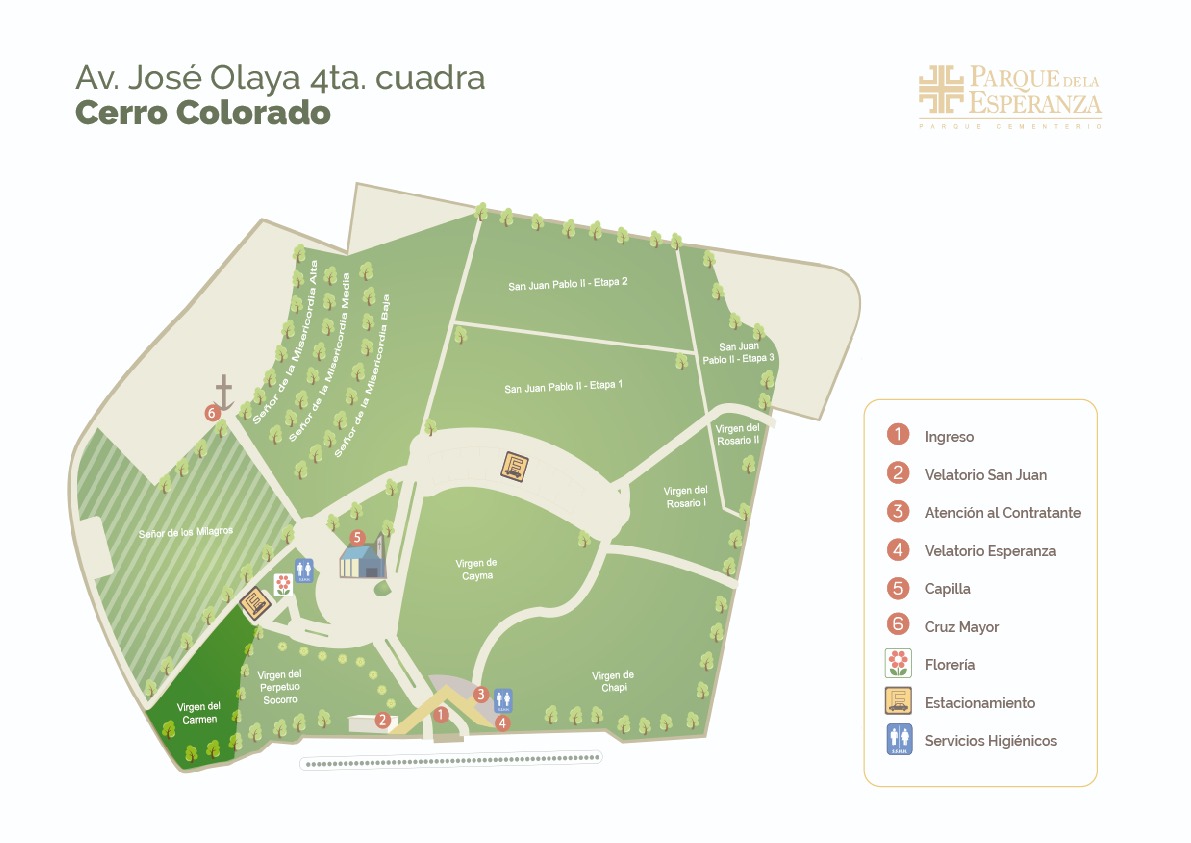 Av. José Olaya 4ta. cuadra
Cerro Colorado
PARQUE DE LA
ESPERANZA
PARQUE CEMENTERIO
San Juan Pablo II - Etapa 2
Señor de la Misericordia Alta
Señor de la Misericordia Media
Señor de la Misericordia Baja
San Juan
Pablo II - Etapa 3
San Juan Pablo II - Etapa 1
6
Virgen del
Rosario II
E
Virgen del
Rosario I
Señor de los Milagros
5
Virgen de
Cayma
S.S.H.H.
E
Virgen del
Perpetuo
Socorro
Virgen de
Chapi
Virgen del
Carmen
3
S.S.H.H.
2
1
4
1 Ingreso
2 Velatorio San Juan
3 Atención al Contratante
4 Velatorio Esperanza
5 Capilla
6 Cruz Mayor
Florería
E Estacionamiento
S.S.H.H. Servicios Higiénicos